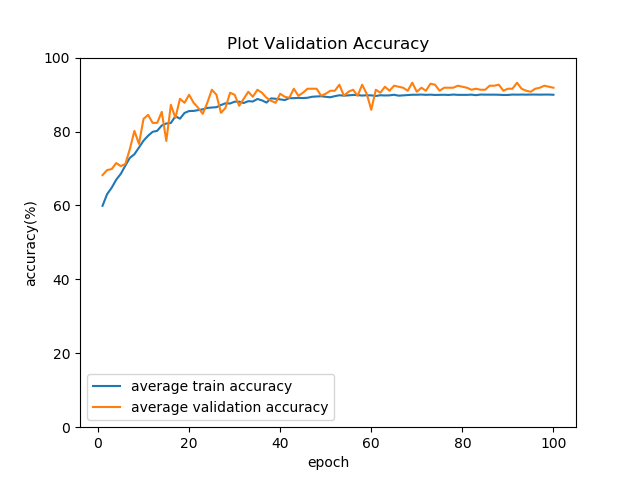 Plot Validation Accuracy
100
80
60
40
20
0
accuracy(%)
average train accuracy
average validation accuracy
0 20 40 60 80 100
epoch